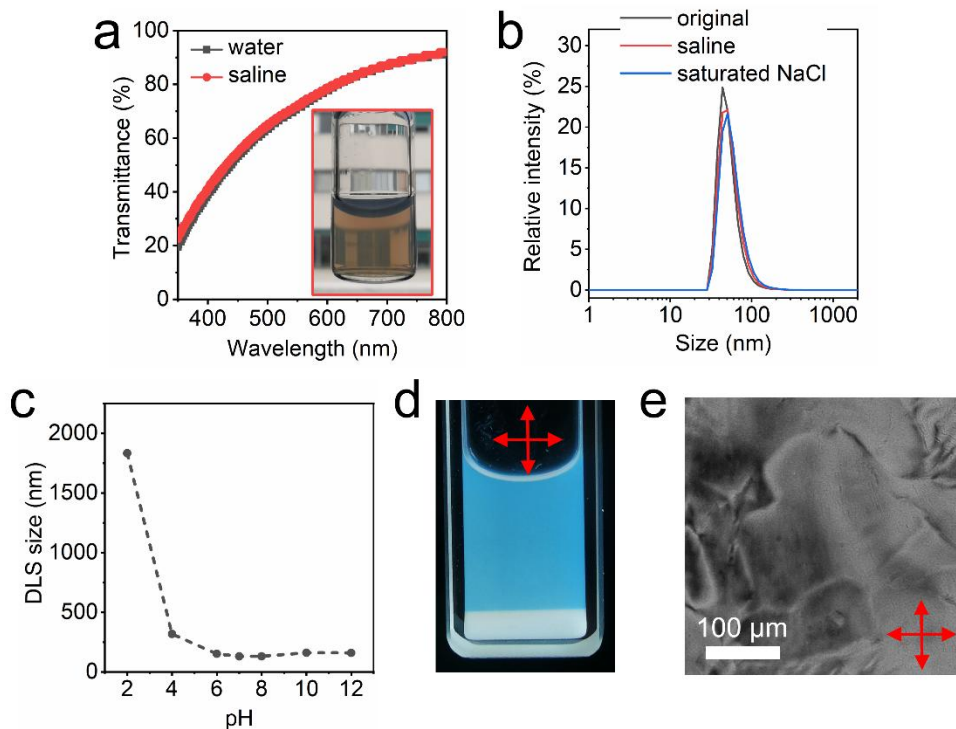 a
water
saline
100
80
60
40
20
0
Transmittance (%)
400 500 600 700 800
Wavelength (nm)
b
original
saline
saturated NaCl
30
25
20
15
10
5
0
Relative intensity (%)
1 10 100 1000
Size (nm)
c
2000
1500
1000
500
0
DLS size (nm)
2 4 6 8 10 12
pH
d
e
100 µm